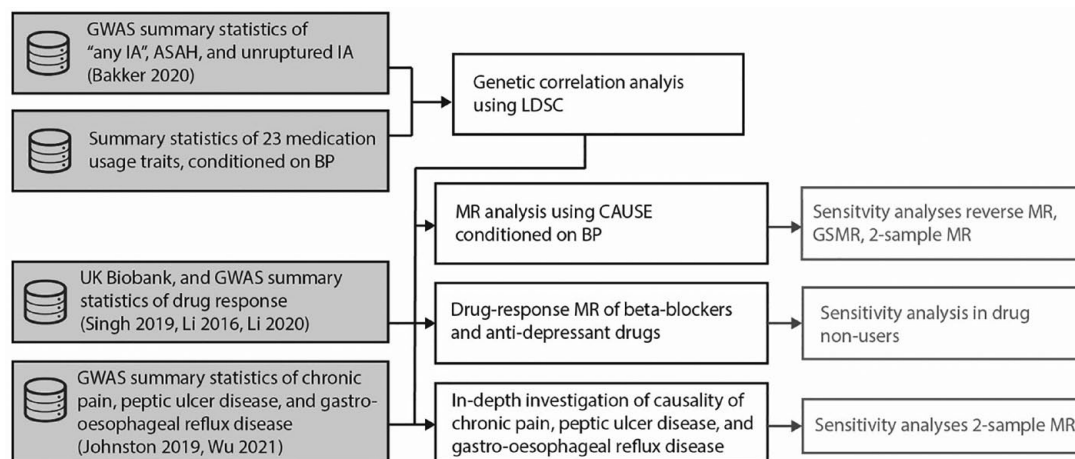 GWAS summary statistics of
“any IA”, ASAH, and unruptured IA
(Bakker 2020)
Genetic correlation analyis
using LDSC
Summary statistics of 23 medication
usage traits, conditioned on BP
MR analysis using CAUSE
conditioned on BP
Sensitvity analyses reverse MR,
GSMR, 2-sample MR
UK Biobank, and GWAS summary
statistics of drug response
(Singh 2019, Li 2016, Li 2020)
Drug-response MR of beta-blockers
and anti-depressant drugs
Sensitivity analysis in drug
non-users
GWAS summary statistics of chronic
pain, peptic ulcer disease, and gastro-
oesophageal reflux disease
(Johnston 2019, Wu 2021)
In-depth investigation of causality of
chronic pain, peptic ulcer disease, and
gastro-oesophageal reflux disease
Sensitivity analyses 2-sample MR